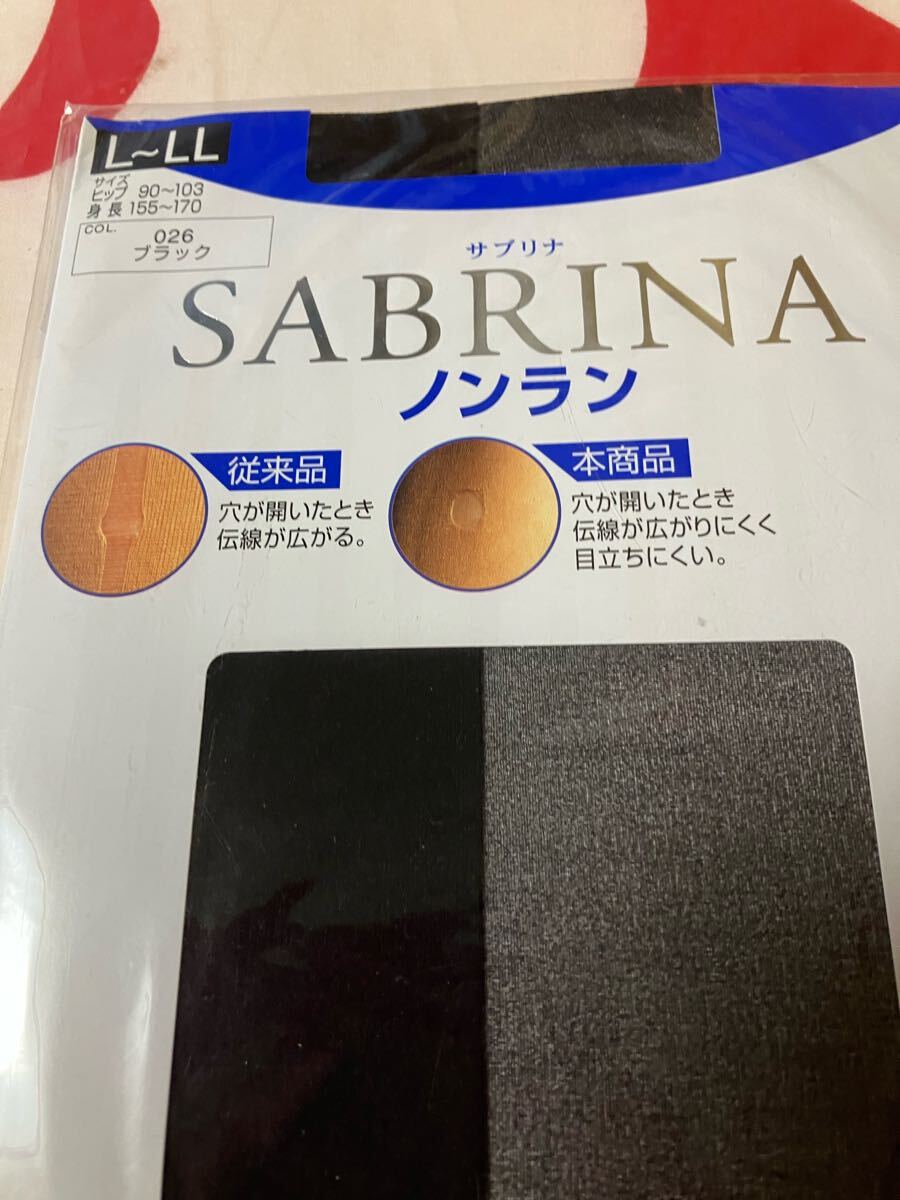 L~LL
サイズ
ヒップ 90~103
身長 155~170
COL.
026
ブラック
サブリナ
SABRINA
ノンラン
従来品
穴が開いたとき
伝線が広がる。
本商品
穴が開いたとき
伝線が広がりにくく
目立ちにくい。